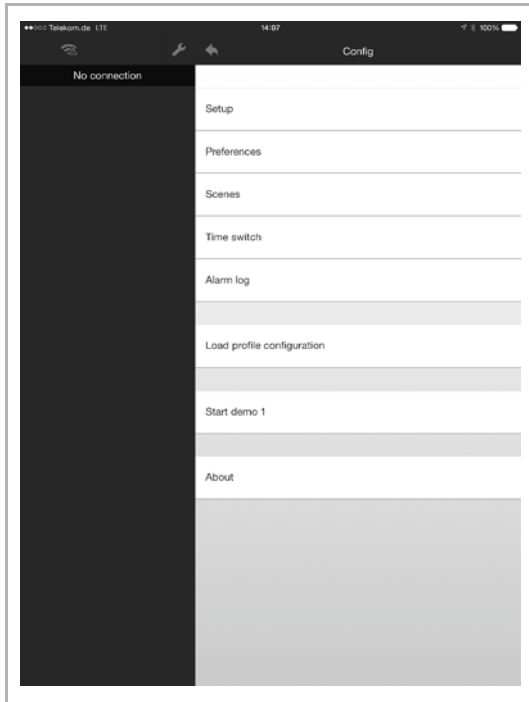 Telekom.de LTE 14:07 100%
Config
No connection
Setup
Preferences
Scenes
Time switch
Alarm log
Load profile configuration
Start demo 1
About